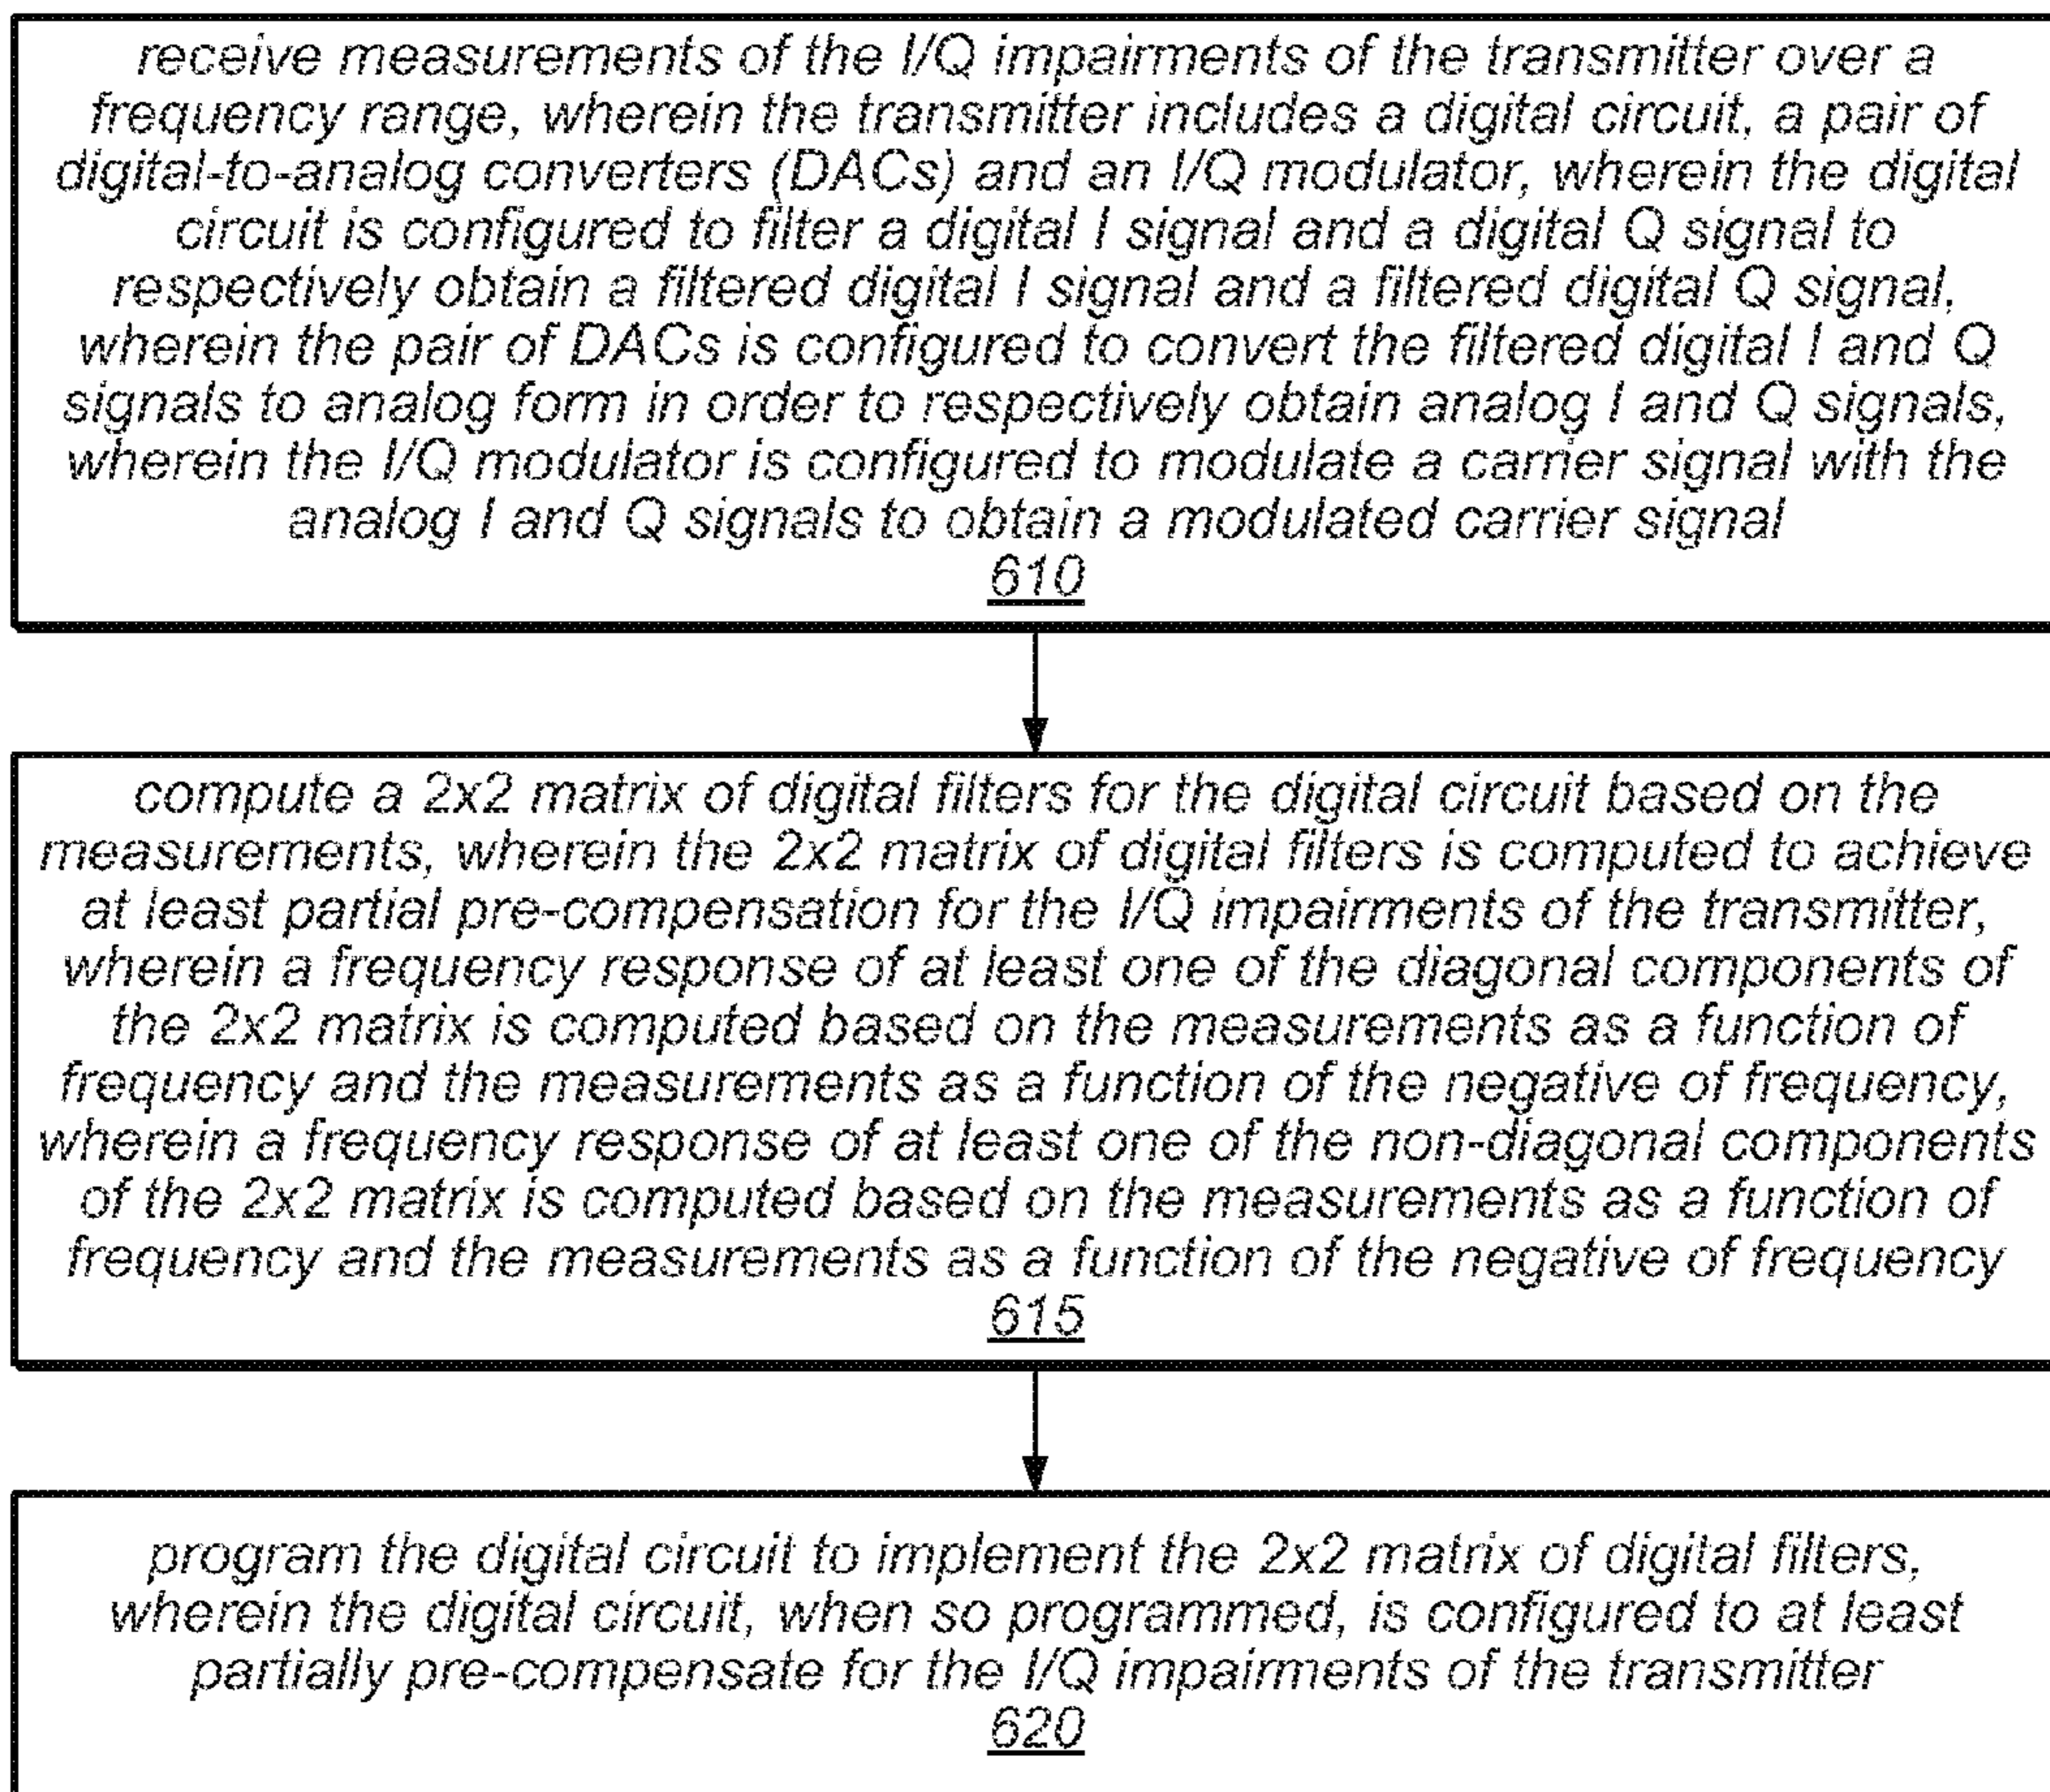 receive measurements of the I/Q impairments of the transmitter over a
frequency range, wherein the transmitter includes a digital circuit, a pair of
digital-to-analog converters (DACs) and an I/Q modulator, wherein the digital
circuit is configured to filter a digital I signal and a digital Q signal to
respectively obtain a filtered digital I signal and a filtered digital Q signal,
wherein the pair of DACs is configured to convert the filtered digital I and Q
signals to analog form in order to respectively obtain analog I and Q signals,
wherein the I/Q modulator is configured to modulate a carrier signal with the
analog I and Q signals to obtain a modulated carrier signal
610
compute a 2x2 matrix of digital filters for the digital circuit based on the
measurements, wherein the 2x2 matrix of digital filters is computed to achieve
at least partial pre-compensation for the I/Q impairments of the transmitter,
wherein a frequency response of at least one of the diagonal components of
the 2x2 matrix is computed based on the measurements as a function of
frequency and the measurements as a function of the negative of frequency,
wherein a frequency response of at least one of the non-diagonal components
of the 2x2 matrix is computed based on the measurements as a function of
frequency and the measurements as a function of the negative of frequency
615
program the digital circuit to implement the 2x2 matrix of digital filters,
wherein the digital circuit, when so programmed, is configured to at least
partially pre-compensate for the I/Q impairments of the transmitter
620